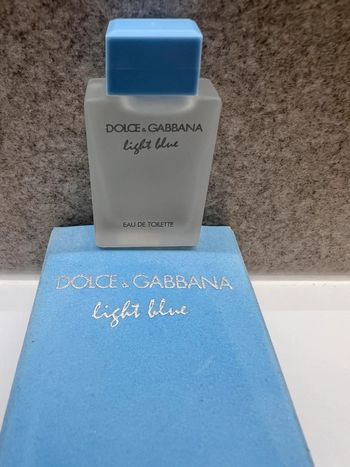 DOLCE & GABBANA
light blue
EAU DE TOILETTE
DOLCE & GABBANA
light blue